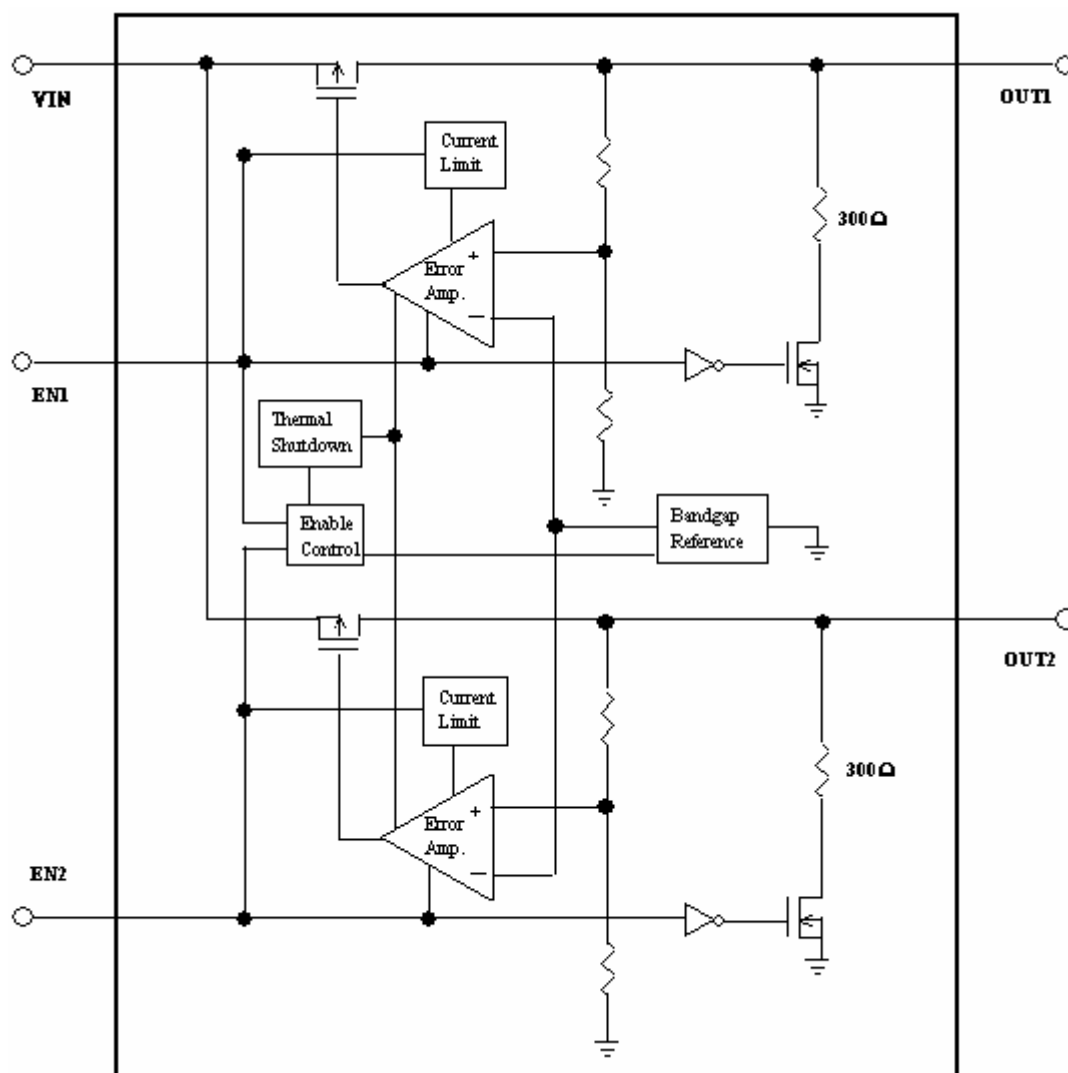 VIN
OUT1
Current
Limit
300Ω
+
Error
Amp.
−
EN1
Thermal
Shutdown
Enable
Control
Bandgap
Reference
OUT2
Current
Limit
300Ω
+
Error
Amp.
−
EN2